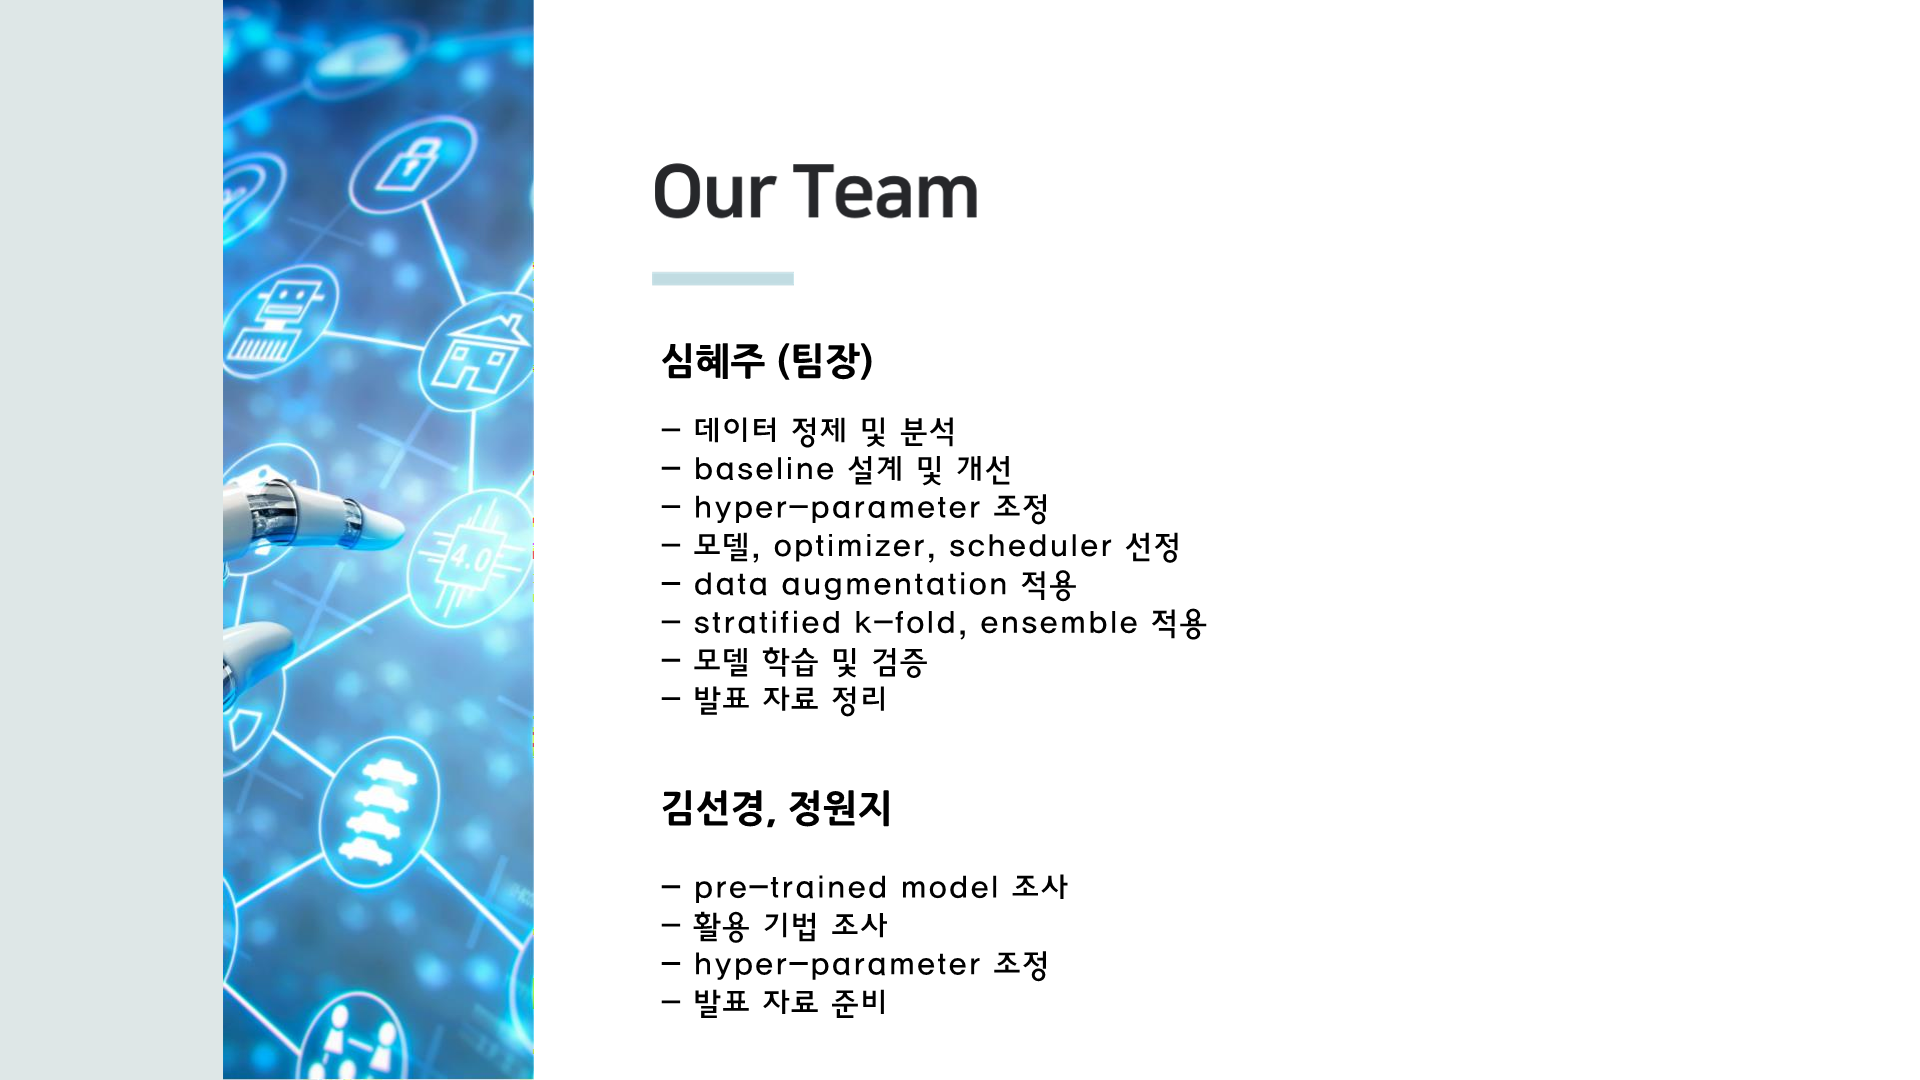 Our Team
심혜주 (팀장)
- 데이터 정제 및 분석
- baseline 설계 및 개선
- hyper-parameter 조정
- 모델, optimizer, scheduler 선정
- data augmentation 적용
- stratified k-fold, ensemble 적용
- 모델 학습 및 검증
- 발표 자료 정리
김선경, 정원지
- pre-trained model 조사
- 활용 기법 조사
- hyper-parameter 조정
- 발표 자료 준비
4.0